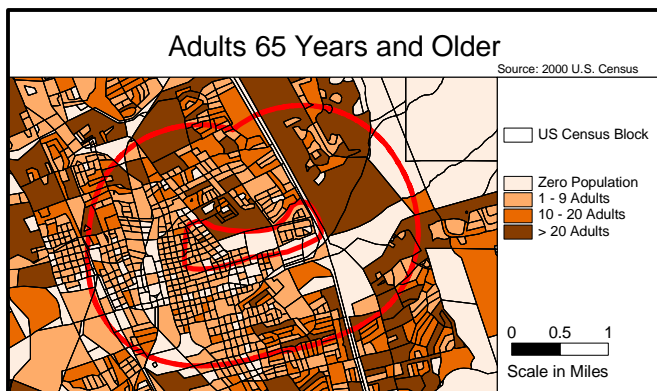 Adults 65 Years and Older
Source: 2000 U.S. Census
US Census Block
Zero Population
1 - 9 Adults
10 - 20 Adults
> 20 Adults
0 0.5 1
Scale in Miles